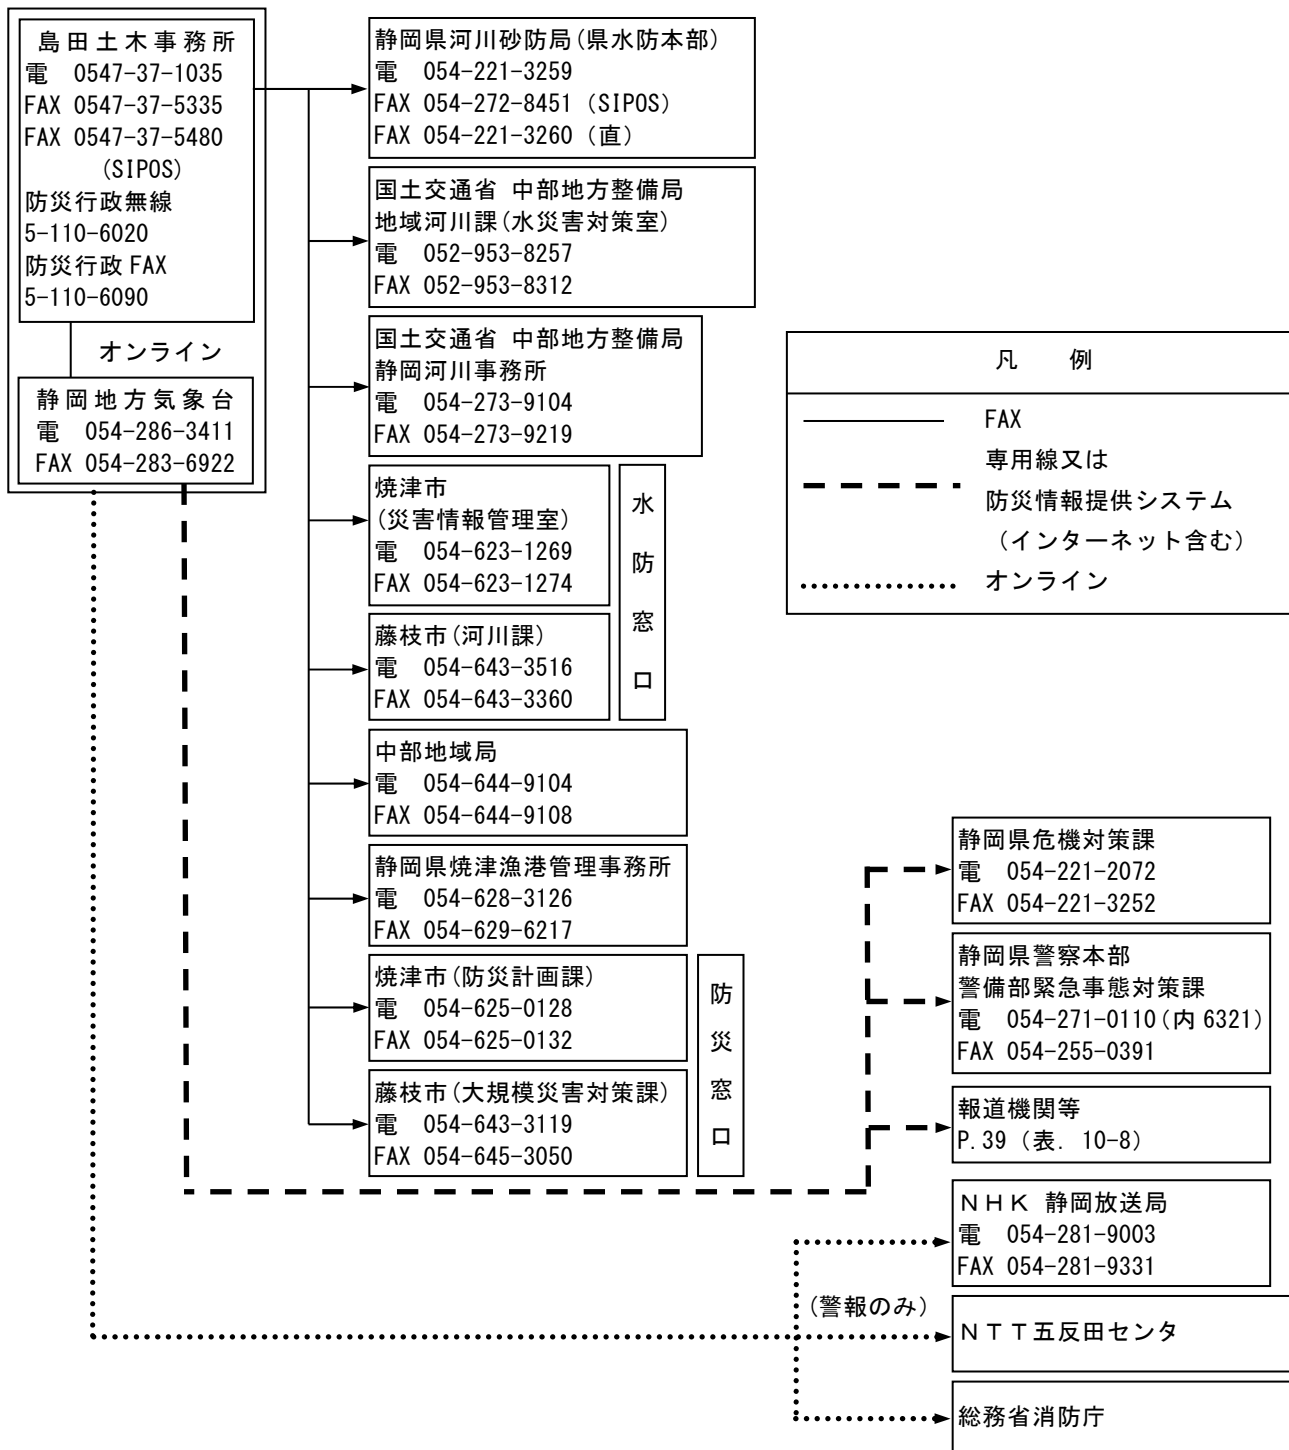 島田土木事務所
電 0547-37-1035
FAX 0547-37-5335
FAX 0547-37-5480
(SIPOS)
防災行政無線
5-110-6020
防災行政 FAX
5-110-6090
オンライン
静岡地方気象台
電 054-286-3411
FAX 054-283-6922
静岡県河川砂防局(県水防本部)
電 054-221-3259
FAX 054-272-8451 (SIPOS)
FAX 054-221-3260 (直)
国土交通省 中部地方整備局
地域河川課(水災害対策室)
電 052-953-8257
FAX 052-953-8312
国土交通省 中部地方整備局
静岡河川事務所
電 054-273-9104
FAX 054-273-9219
焼津市
(災害情報管理室)
電 054-623-1269
FAX 054-623-1274
藤枝市(河川課)
電 054-643-3516
FAX 054-643-3360
水防窓口
中部地域局
電 054-644-9104
FAX 054-644-9108
静岡県焼津漁港管理事務所
電 054-628-3126
FAX 054-629-6217
焼津市(防災計画課)
電 054-625-0128
FAX 054-625-0132
藤枝市(大規模災害対策課)
電 054-643-3119
FAX 054-645-3050
防災窓口
凡 例
FAX
専用線又は
防災情報提供システム
(インターネット含む)
オンライン
静岡県危機対策課
電 054-221-2072
FAX 054-221-3252
静岡県警察本部
警備部緊急事態対策課
電 054-271-0110(内 6321)
FAX 054-255-0391
報道機関等
P.39 (表. 10-8)
NHK 静岡放送局
電 054-281-9003
FAX 054-281-9331
(警報のみ)
NTT五反田センタ
総務省消防庁